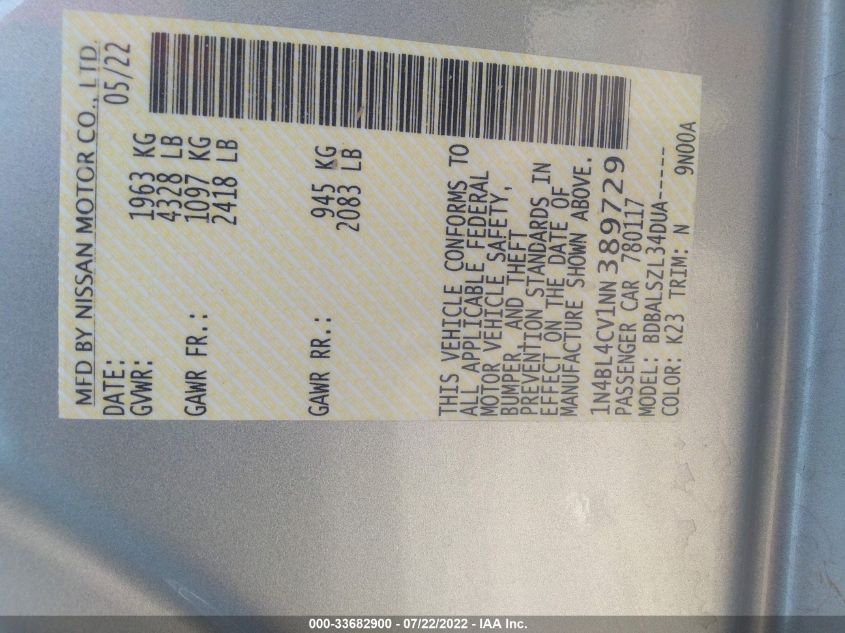 MFD BY NISSAN MOTOR CO., LTD.
DATE: 05/22
GVWR: 1963 KG
4328 LB
GAWR FR.: 1097 KG
2418 LB
GAWR RR.: 945 KG
2083 LB
THIS VEHICLE CONFORMS TO
ALL APPLICABLE FEDERAL
MOTOR VEHICLE SAFETY,
BUMPER, AND THEFT
PREVENTION STANDARDS IN
EFFECT ON THE DATE OF
MANUFACTURE SHOWN ABOVE.
1N4BL4CV1NN389729
PASSENGER CAR 780117
MODEL: BDBALSZL34DUA-----
COLOR: K23 TRIM: N 9N00A
000-33682900 - 07/22/2022 - IAA Inc.